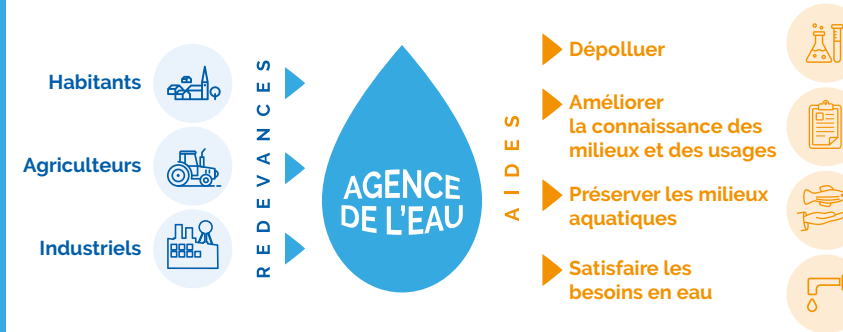 Habitants
Agriculteurs
Industriels
REDEVANCES
AGENCE
DE L'EAU
AIDES
Dépolluer
Améliorer
la connaissance des
milieux et des usages
Préserver les milieux
aquatiques
Satisfaire les
besoins en eau